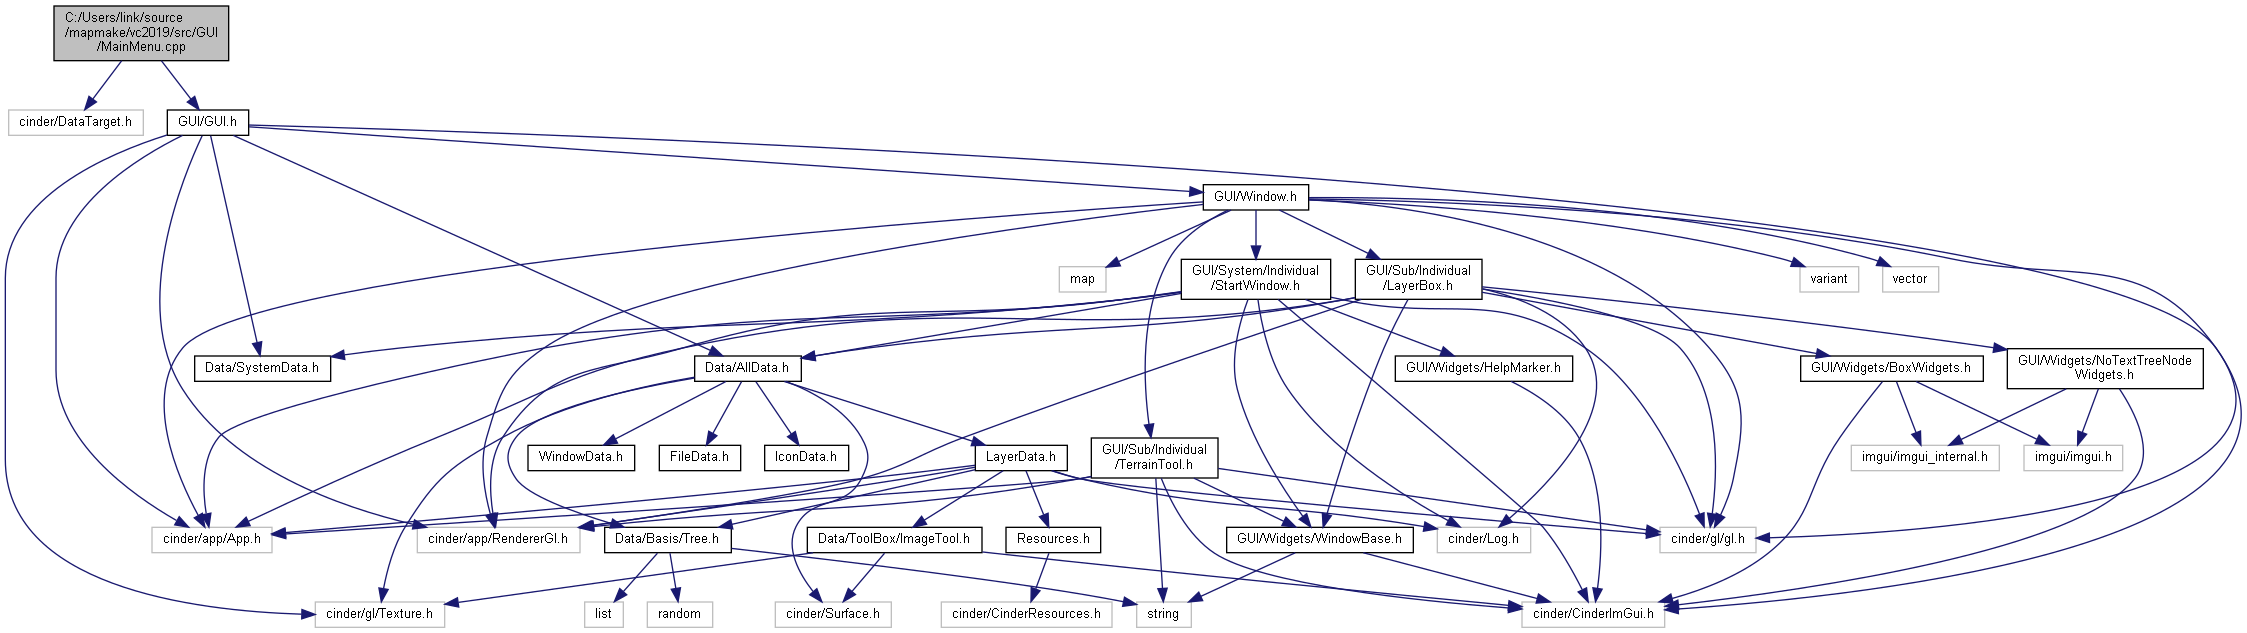 C:/Users/link/source
/mapmake/vc2019/src/GUI
/MainMenu.cpp
cinder/DataTarget.h
GUI/GUI.h
GUI/Window.h
map
GUI/System/Individual
/StartWindow.h
GUI/Sub/Individual
/LayerBox.h
variant
vector
Data/SystemData.h
Data/AllData.h
GUI/Widgets/HelpMarker.h
GUI/Widgets/BoxWidgets.h
GUI/Widgets/NoTextTreeNode
Widgets.h
WindowData.h
FileData.h
IconData.h
LayerData.h
GUI/Sub/Individual
/TerrainTool.h
imgui/imgui_internal.h
imgui/imgui.h
cinder/app/App.h
cinder/app/RendererGl.h
Data/Basis/Tree.h
Data/ToolBox/ImageTool.h
Resources.h
GUI/Widgets/WindowBase.h
cinder/Log.h
cinder/gl/gl.h
cinder/gl/Texture.h
list
random
cinder/Surface.h
cinder/CinderResources.h
string
cinder/CinderImGui.h